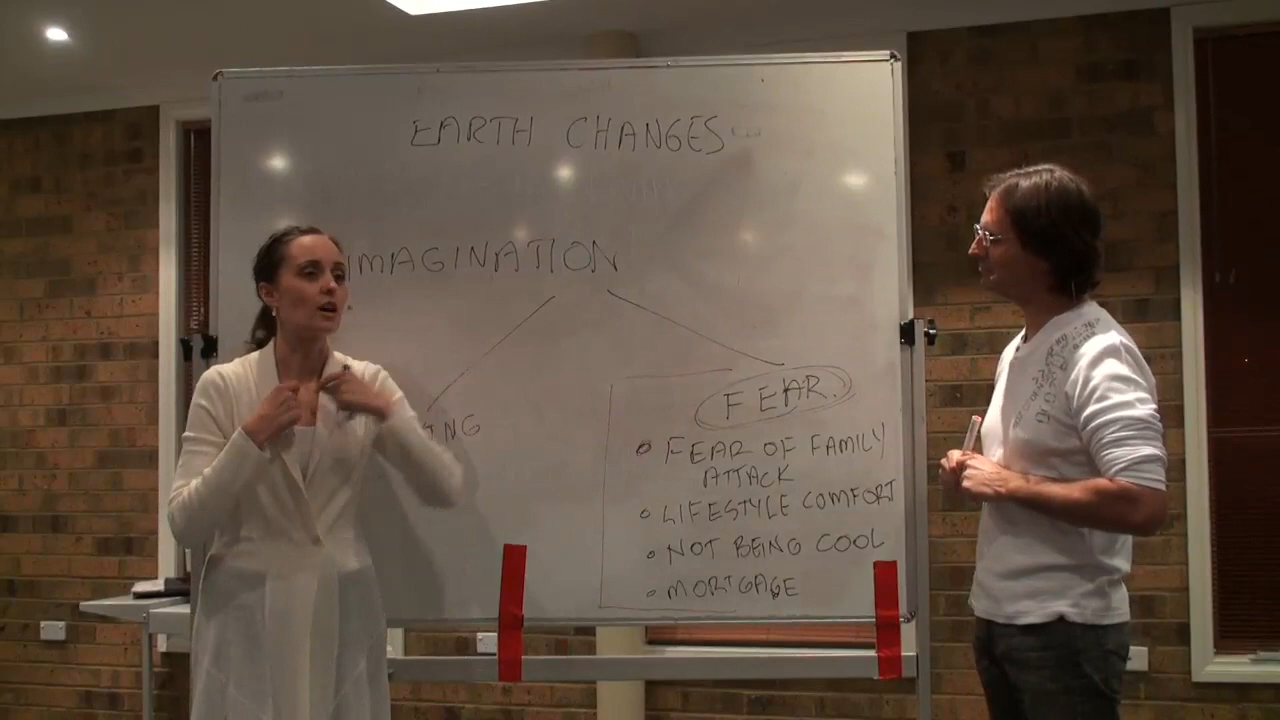 EARTH CHANGES
IMAGINATION
FEAR.
FEAR OF FAMILY
ATTACK
LIFESTYLE COMFORT
NOT BEING COOL
MORTGAGE